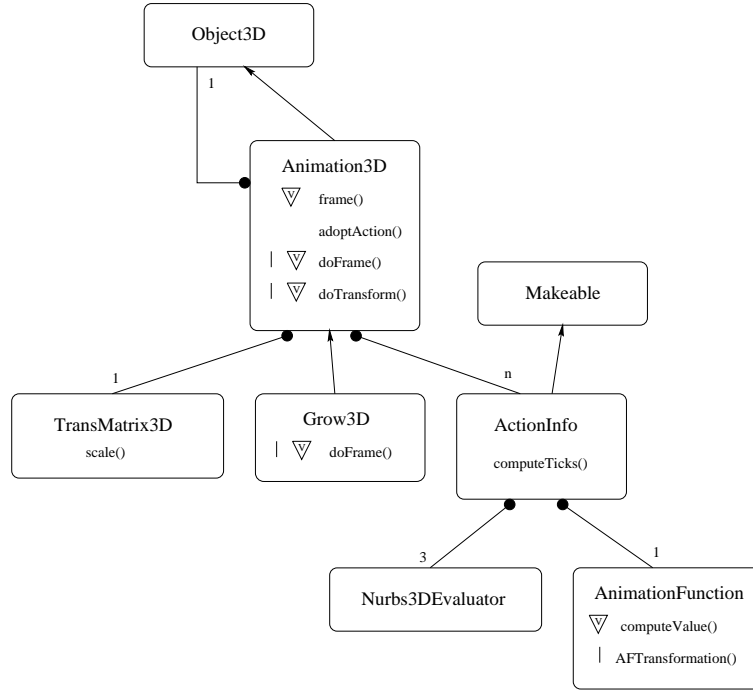 Object3D
1
Animation3D
V frame()
adoptAction()
| V doFrame()
| V doTransform()
Makeable
1
n
TransMatrix3D
scale()
Grow3D
| V doFrame()
ActionInfo
computeTicks()
3
1
Nurbs3DEvaluator
AnimationFunction
V computeValue()
| AFTransformation()